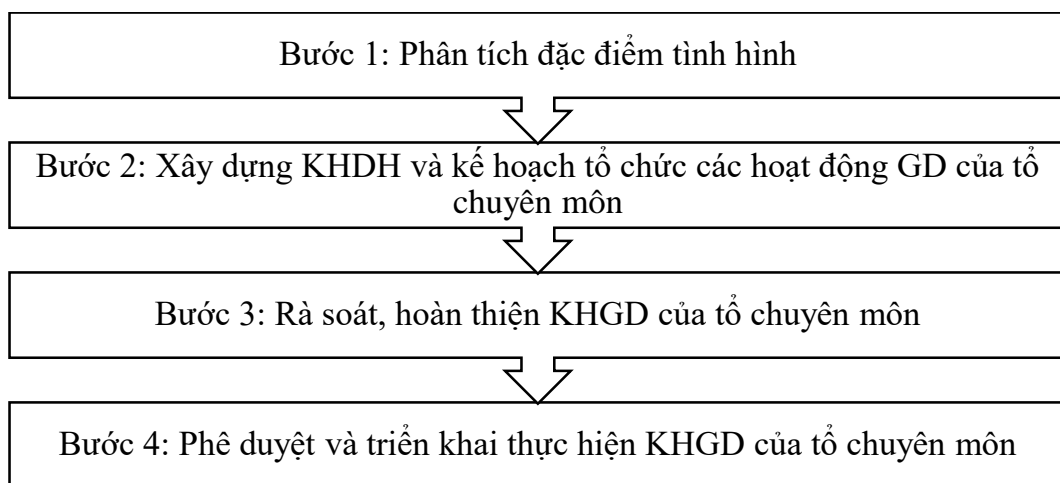 Bước 1: Phân tích đặc điểm tình hình
Bước 2: Xây dựng KHDH và kế hoạch tổ chức các hoạt động GD của tổ
chuyên môn
Bước 3: Rà soát, hoàn thiện KHGD của tổ chuyên môn
Bước 4: Phê duyệt và triển khai thực hiện KHGD của tổ chuyên môn